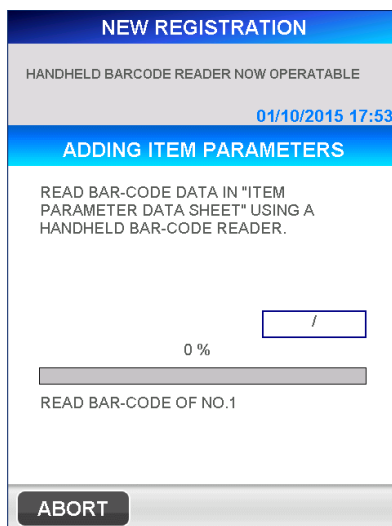 NEW REGISTRATION
HANDHELD BARCODE READER NOW OPERATABLE
01/10/2015 17:53
ADDING ITEM PARAMETERS
READ BAR-CODE DATA IN "ITEM
PARAMETER DATA SHEET" USING A
HANDHELD BAR-CODE READER.
/
0 %
READ BAR-CODE OF NO.1
ABORT